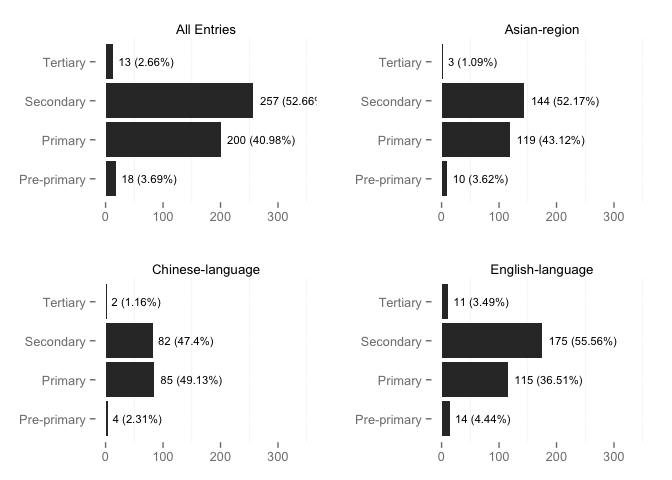 All Entries
Tertiary
13 (2.66%)
Secondary
257 (52.66%
Primary
200 (40.98%)
Pre-primary
18 (3.69%)
0 100 200 300
Asian-region
Tertiary
3 (1.09%)
Secondary
144 (52.17%)
Primary
119 (43.12%)
Pre-primary
10 (3.62%)
0 100 200 300
Chinese-language
Tertiary
2 (1.16%)
Secondary
82 (47.4%)
Primary
85 (49.13%)
Pre-primary
4 (2.31%)
0 100 200 300
English-language
Tertiary
11 (3.49%)
Secondary
175 (55.56%)
Primary
115 (36.51%)
Pre-primary
14 (4.44%)
0 100 200 300